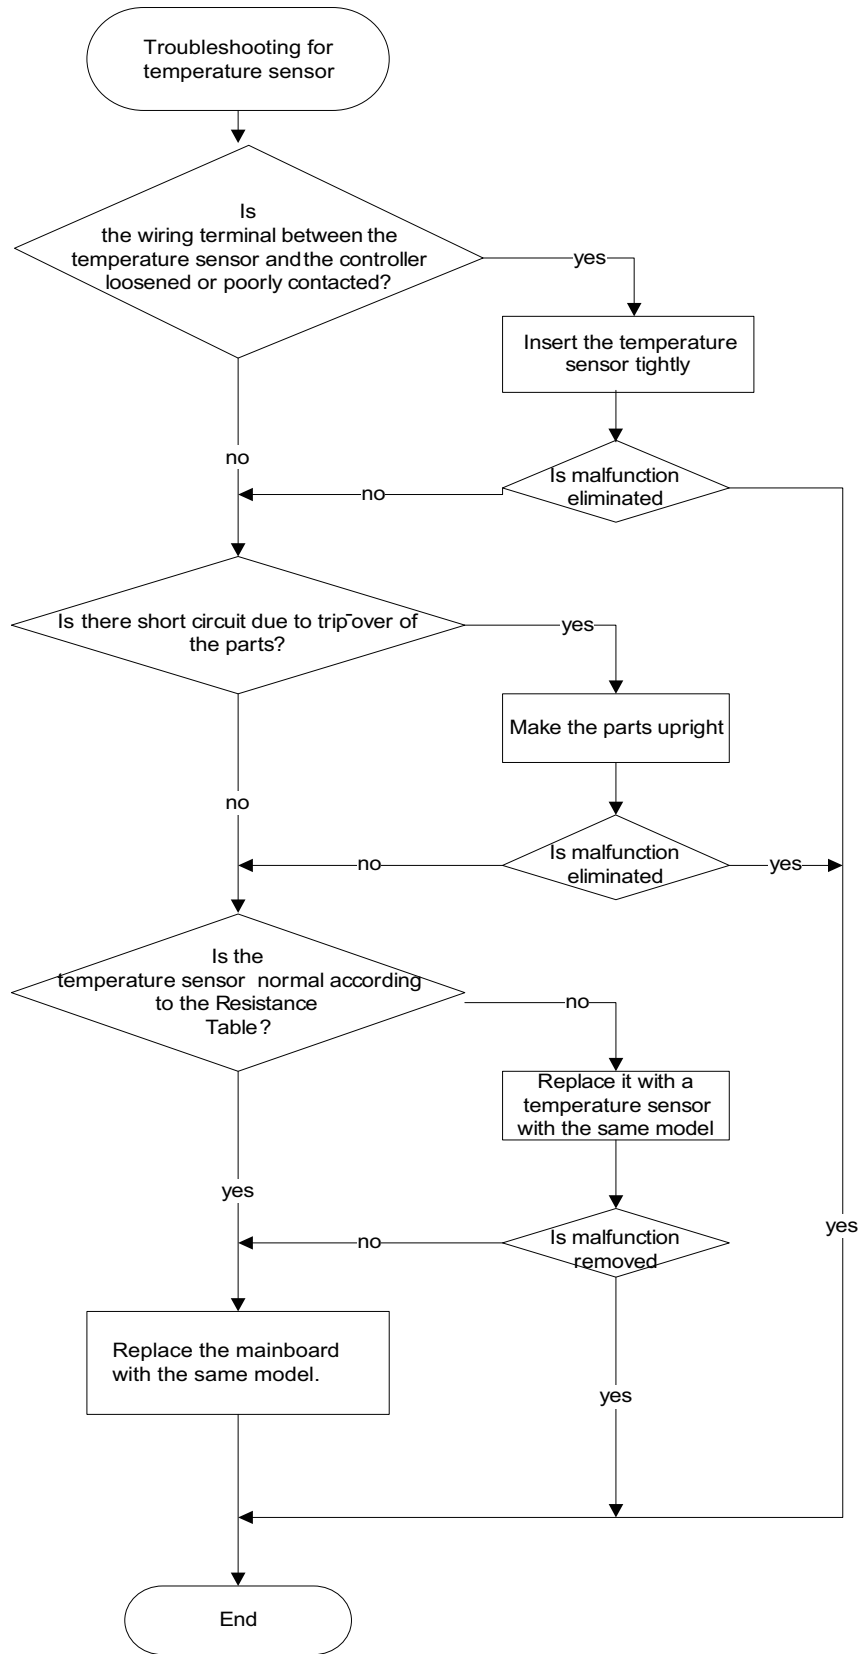 Troubleshooting for
temperature sensor
Is
the wiring terminal between the
temperature sensor and the controller
loosened or poorly contacted?
yes
Insert the temperature
sensor tightly
no
Is malfunction
eliminated
no
Is there short circuit due to trip-over of
the parts?
yes
Make the parts upright
no
Is malfunction
eliminated
no
yes
Is the
temperature sensor normal according
to the Resistance
Table?
no
Replace it with a
temperature sensor
with the same model
yes
Is malfunction
removed
no
yes
Replace the mainboard
with the same model.
yes
End